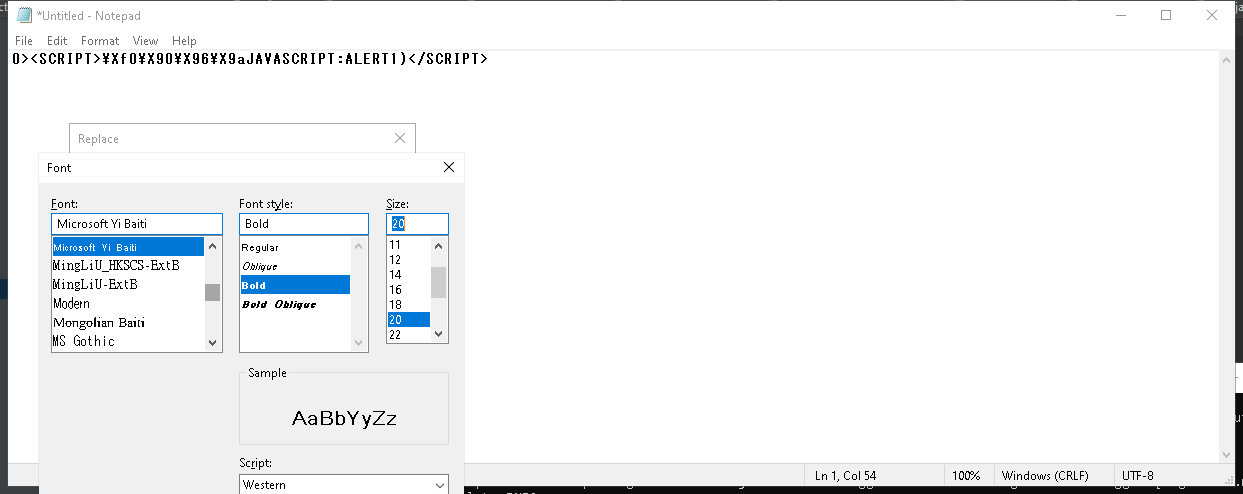 *Untitled - Notepad
File Edit Format View Help
0><SCRIPT>¥Xf0¥X90¥X96¥X9aJAVASCRIPT:ALERT1)</SCRIPT>
Replace
Font
Font: Font style: Size:
Microsoft Yi Baiti Bold 20
Microsoft Yi Baiti Regular 11
MingLiU_HKSCS-ExtB Oblique 12
MingLiU-ExtB Bold 14
Modern Bold Oblique 16
Mongolian Baiti 18
MS Gothic 20
22
Sample
AaBbYyZz
Script:
Western
Ln 1, Col 54 100% Windows (CRLF) UTF-8